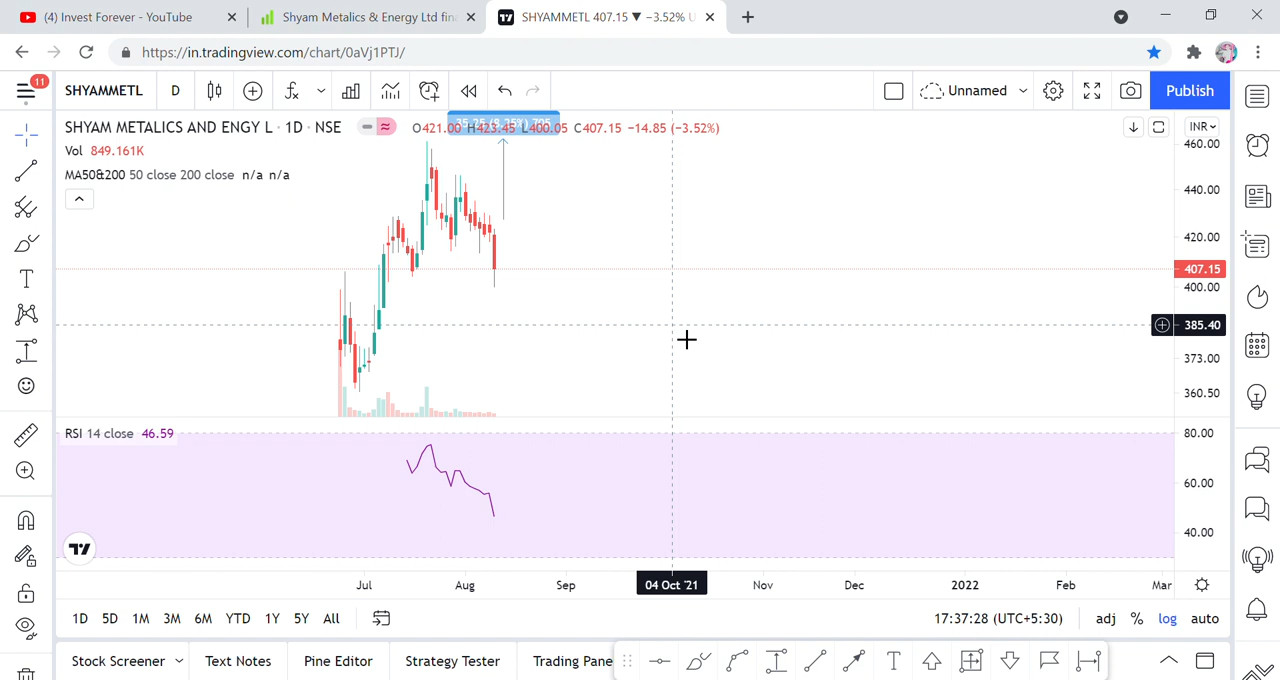 (4) Invest Forever - YouTube
Shyam Metalics & Energy Ltd fin
SHYAMMETL 407.15 ▼ −3.52% U
https://in.tradingview.com/chart/0aVj1PTJ/
11
SHYAMMETL D
Unnamed
Publish
SHYAM METALICS AND ENGY L · 1D · NSE
O421.00 H423.45 L400.05 C407.15 −14.85 (−3.52%)
INR
Vol 849.161K
MA50&200 50 close 200 close n/a n/a
460.00
440.00
420.00
407.15
400.00
385.40
373.00
360.50
RSI 14 close 46.59
80.00
60.00
40.00
Jul Aug Sep 04 Oct '21 Nov Dec 2022 Feb Mar
1D 5D 1M 3M 6M YTD 1Y 5Y All
17:37:28 (UTC+5:30) adj % log auto
Stock Screener Text Notes Pine Editor Strategy Tester Trading Pane